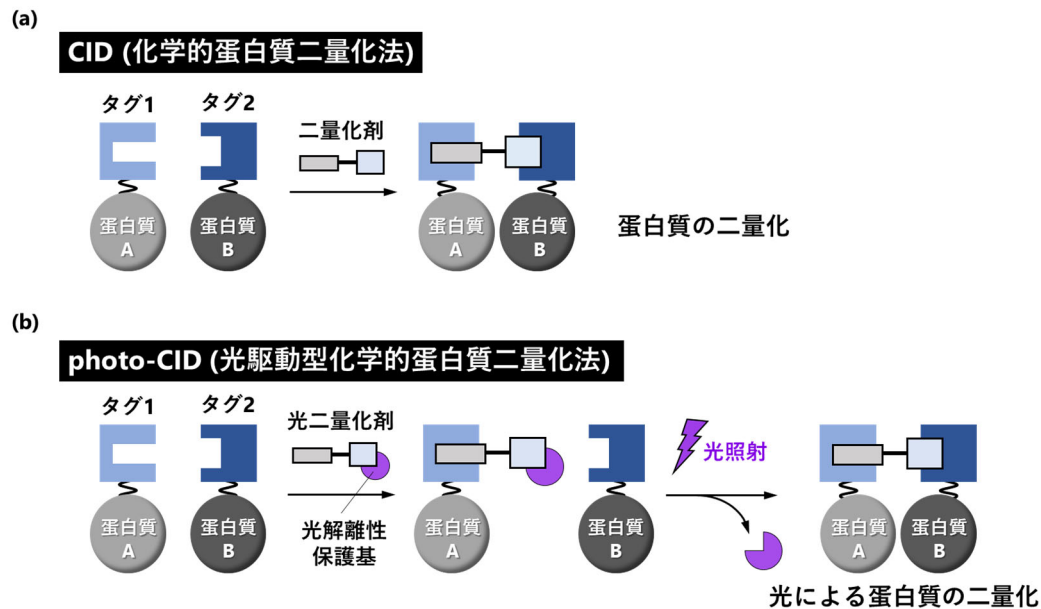 (a)
CID (化学的蛋白質二量化法)
タグ1
タグ2
二量化剤
蛋白質
A
蛋白質
B
蛋白質
A
蛋白質
B
蛋白質の二量化
(b)
photo-CID (光駆動型化学的蛋白質二量化法)
タグ1
タグ2
光二量化剤
光解離性
保護基
蛋白質
A
蛋白質
B
蛋白質
A
蛋白質
B
光照射
蛋白質
A
蛋白質
B
光による蛋白質の二量化